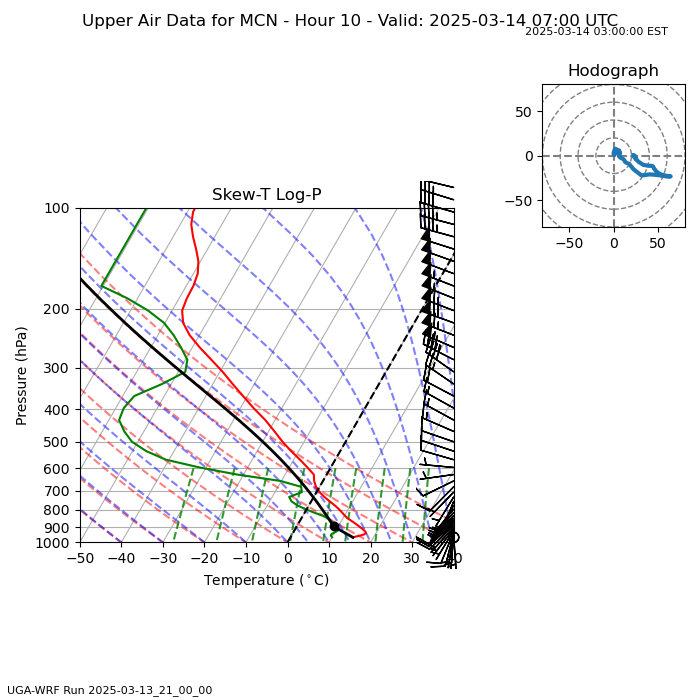 Upper Air Data for MCN - Hour 10 - Valid: 2025-03-14 07:00 UTC
2025-03-14 03:00:00 EST
Hodograph
50
0
−50
−50 0 50
Skew-T Log-P
100
200
300
400
500
600
700
800
900
1000
Pressure (hPa)
−50 −40 −30 −20 −10 0 10 20 30 40
Temperature (°C)
UGA-WRF Run 2025-03-13_21_00_00